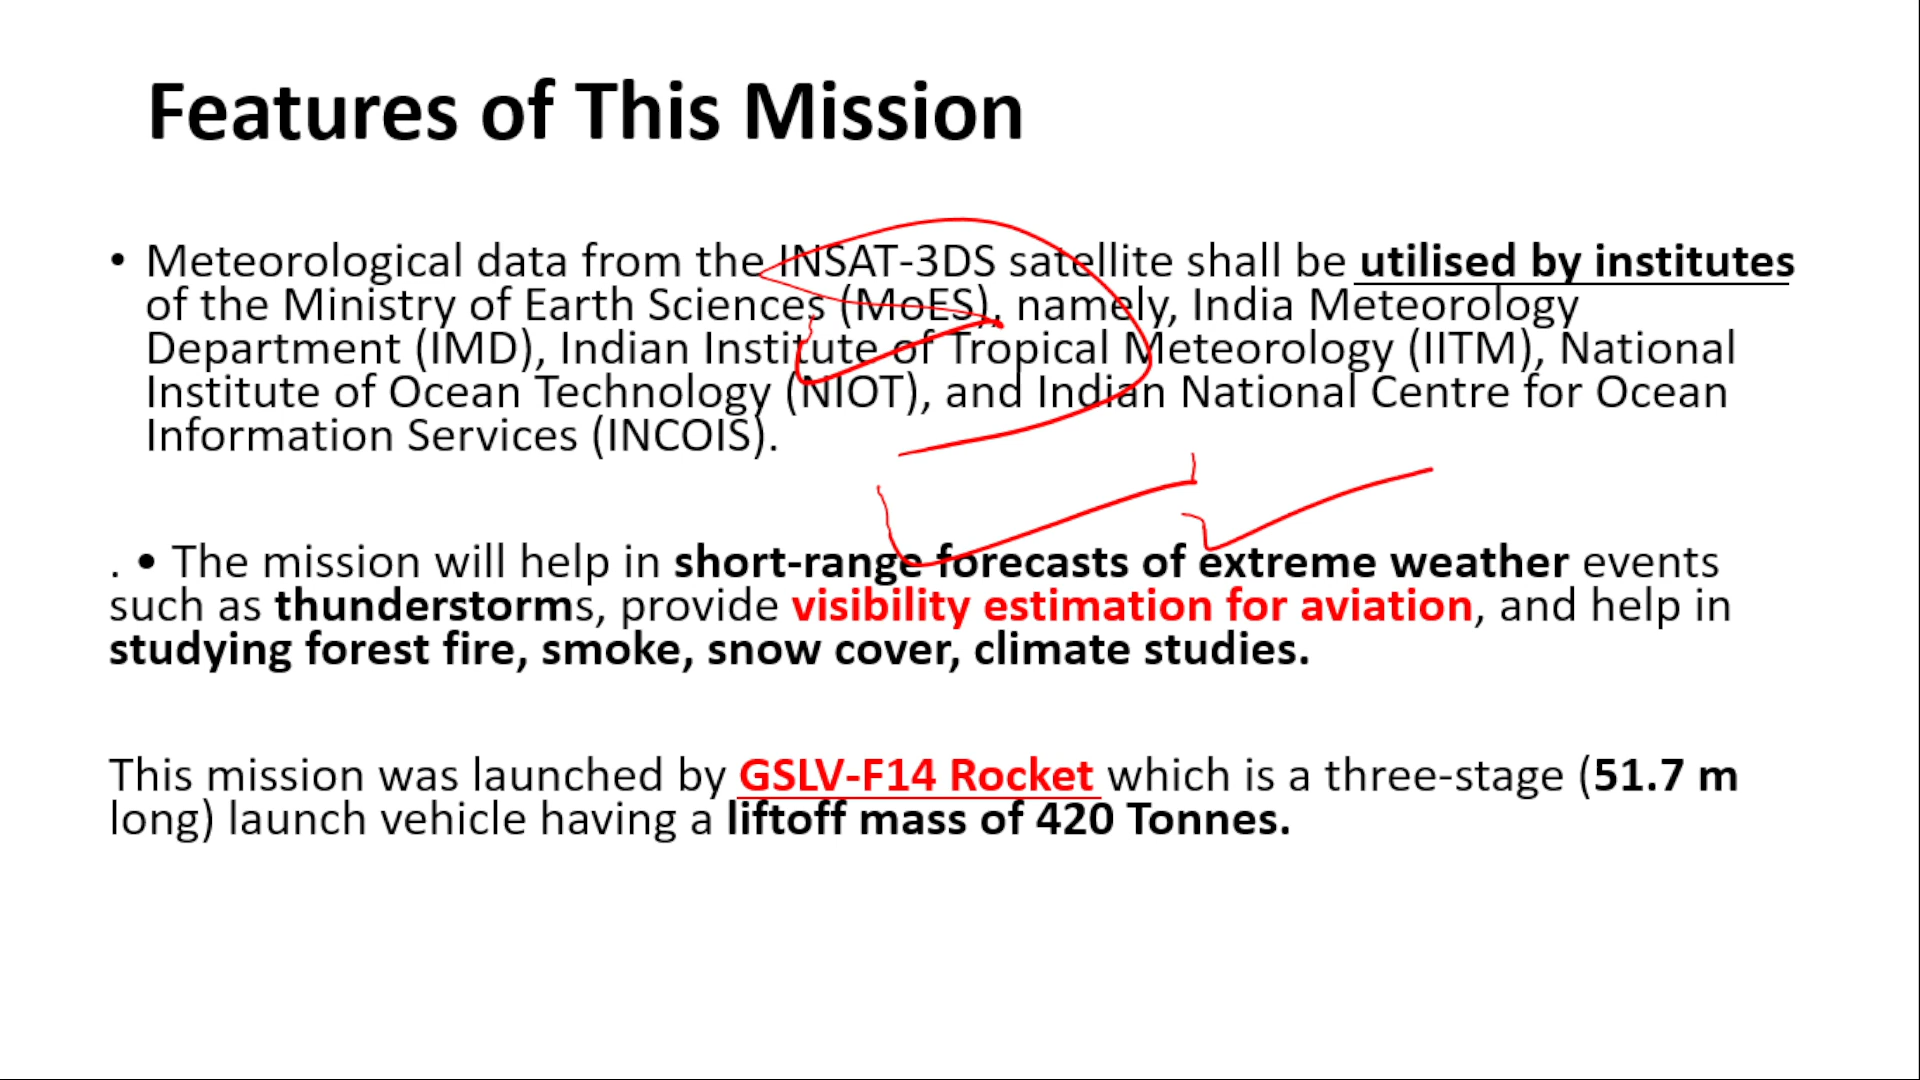 Features of This Mission
• Meteorological data from the INSAT-3DS satellite shall be utilised by institutes
of the Ministry of Earth Sciences (MoES), namely, India Meteorology
Department (IMD), Indian Institute of Tropical Meteorology (IITM), National
Institute of Ocean Technology (NIOT), and Indian National Centre for Ocean
Information Services (INCOIS).
. • The mission will help in short-range forecasts of extreme weather events
such as thunderstorms, provide visibility estimation for aviation, and help in
studying forest fire, smoke, snow cover, climate studies.
This mission was launched by GSLV-F14 Rocket which is a three-stage (51.7 m
long) launch vehicle having a liftoff mass of 420 Tonnes.